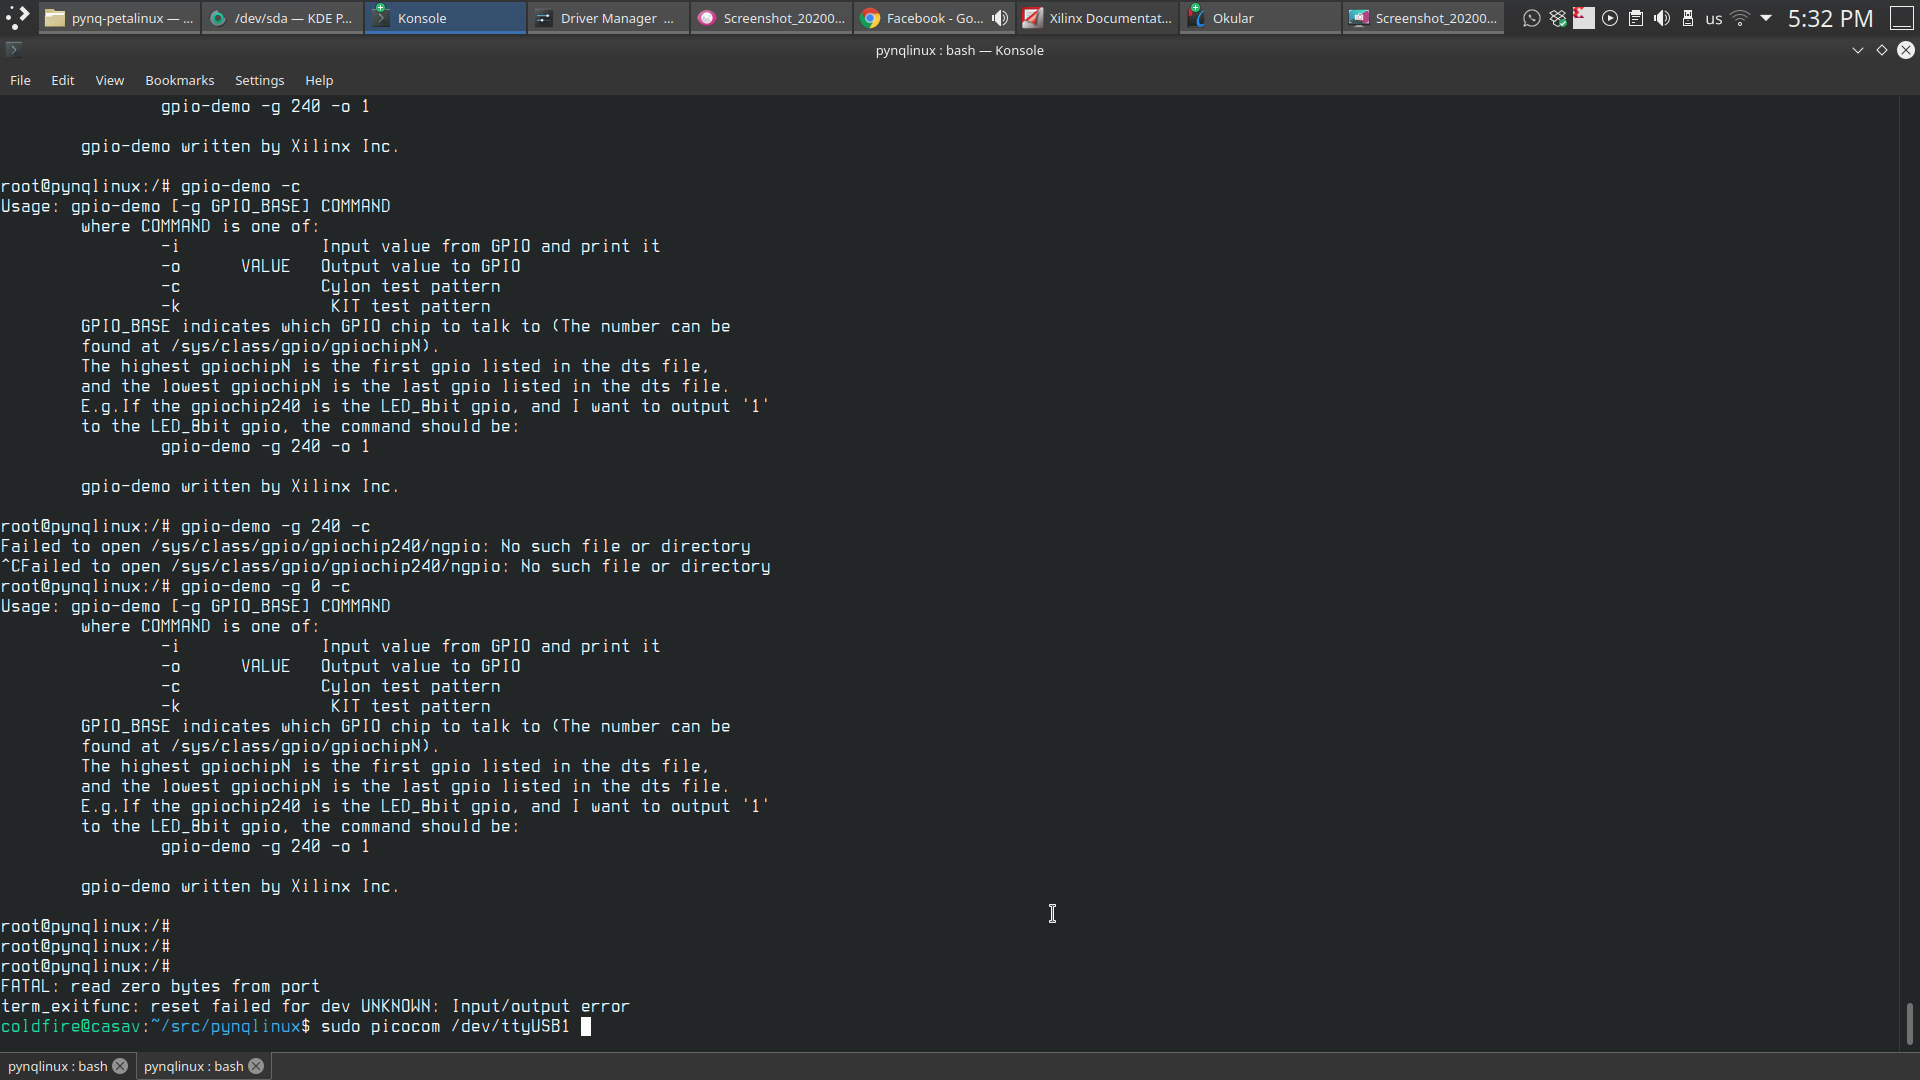 pynq-petalinux — ...
/dev/sda — KDE P...
Konsole
Driver Manager ...
Screenshot_20200...
Facebook - Go...
Xilinx Documentat...
Okular
Screenshot_20200...
us
5:32 PM
pynqlinux : bash — Konsole
File Edit View Bookmarks Settings Help
gpio-demo -g 240 -o 1
gpio-demo written by Xilinx Inc.
root@pynqlinux:/# gpio-demo -c
Usage: gpio-demo [-g GPIO_BASE] COMMAND
where COMMAND is one of:
-i Input value from GPIO and print it
-o VALUE Output value to GPIO
-c Cylon test pattern
-k KIT test pattern
GPIO_BASE indicates which GPIO chip to talk to (The number can be
found at /sys/class/gpio/gpiochipN).
The highest gpiochipN is the first gpio listed in the dts file,
and the lowest gpiochipN is the last gpio listed in the dts file.
E.g.If the gpiochip240 is the LED_8bit gpio, and I want to output '1'
to the LED_8bit gpio, the command should be:
gpio-demo -g 240 -o 1
gpio-demo written by Xilinx Inc.
root@pynqlinux:/# gpio-demo -g 240 -c
Failed to open /sys/class/gpio/gpiochip240/ngpio: No such file or directory
^CFailed to open /sys/class/gpio/gpiochip240/ngpio: No such file or directory
root@pynqlinux:/# gpio-demo -g 0 -c
Usage: gpio-demo [-g GPIO_BASE] COMMAND
where COMMAND is one of:
-i Input value from GPIO and print it
-o VALUE Output value to GPIO
-c Cylon test pattern
-k KIT test pattern
GPIO_BASE indicates which GPIO chip to talk to (The number can be
found at /sys/class/gpio/gpiochipN).
The highest gpiochipN is the first gpio listed in the dts file,
and the lowest gpiochipN is the last gpio listed in the dts file.
E.g.If the gpiochip240 is the LED_8bit gpio, and I want to output '1'
to the LED_8bit gpio, the command should be:
gpio-demo -g 240 -o 1
gpio-demo written by Xilinx Inc.
root@pynqlinux:/#
root@pynqlinux:/#
root@pynqlinux:/#
FATAL: read zero bytes from port
term_exitfunc: reset failed for dev UNKNOWN: Input/output error
coldfire@casav:~/src/pynqlinux$ sudo picocom /dev/ttyUSB1
pynqlinux : bash
pynqlinux : bash